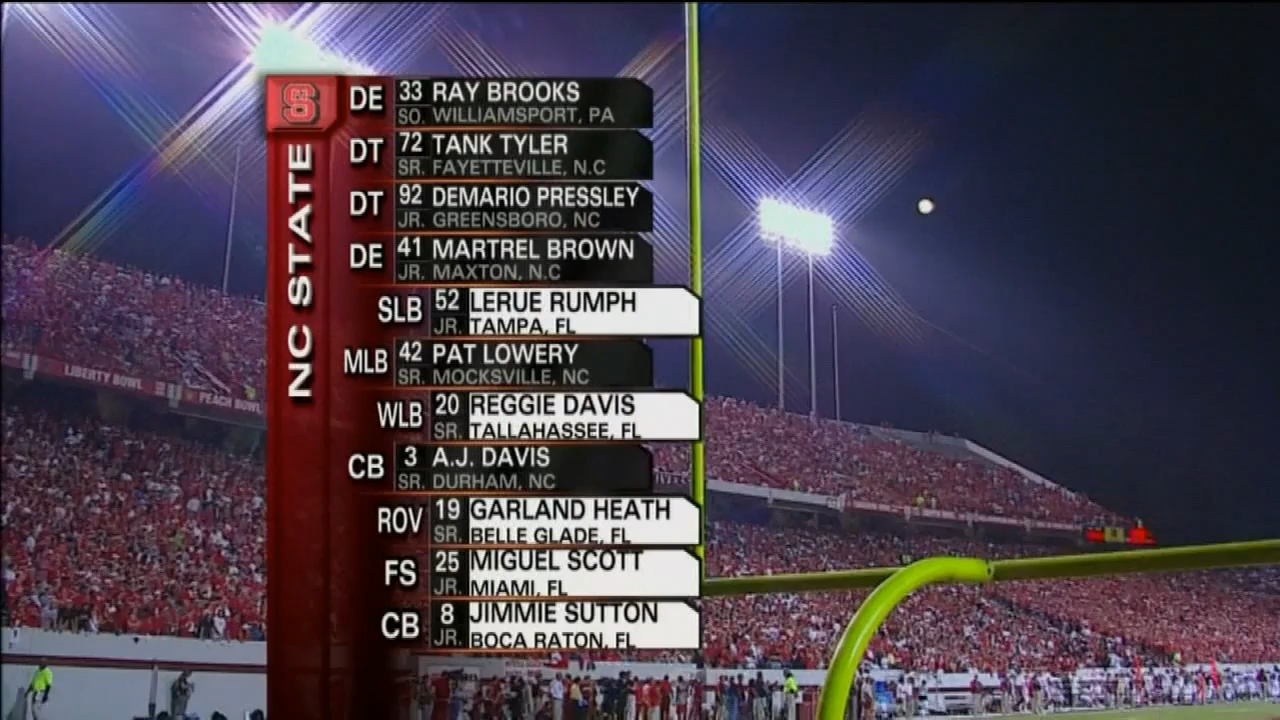 S
NC STATE
DE 33 RAY BROOKS
SO. WILLIAMSPORT, PA
DT 72 TANK TYLER
SR. FAYETTEVILLE, N.C
DT 92 DEMARIO PRESSLEY
JR. GREENSBORO, NC
DE 41 MARTREL BROWN
JR. MAXTON, N.C
SLB 52 LERUE RUMPH
JR. TAMPA, FL
MLB 42 PAT LOWERY
SR. MOCKSVILLE, NC
WLB 20 REGGIE DAVIS
SR. TALLAHASSEE, FL
CB 3 A.J. DAVIS
SR. DURHAM, NC
ROV 19 GARLAND HEATH
SR. BELLE GLADE, FL
FS 25 MIGUEL SCOTT
JR. MIAMI, FL
CB 8 JIMMIE SUTTON
JR. BOCA RATON, FL
LIBERTY BOWL
PEACH BOWL